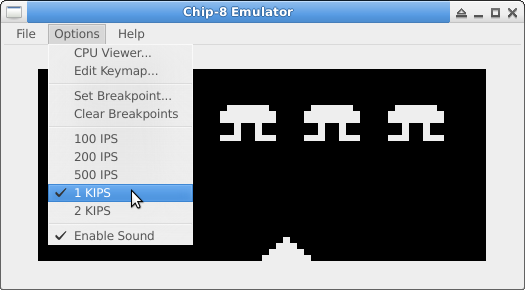 Chip-8 Emulator
File Options Help
CPU Viewer...
Edit Keymap...
Set Breakpoint...
Clear Breakpoints
100 IPS
200 IPS
500 IPS
1 KIPS
2 KIPS
Enable Sound